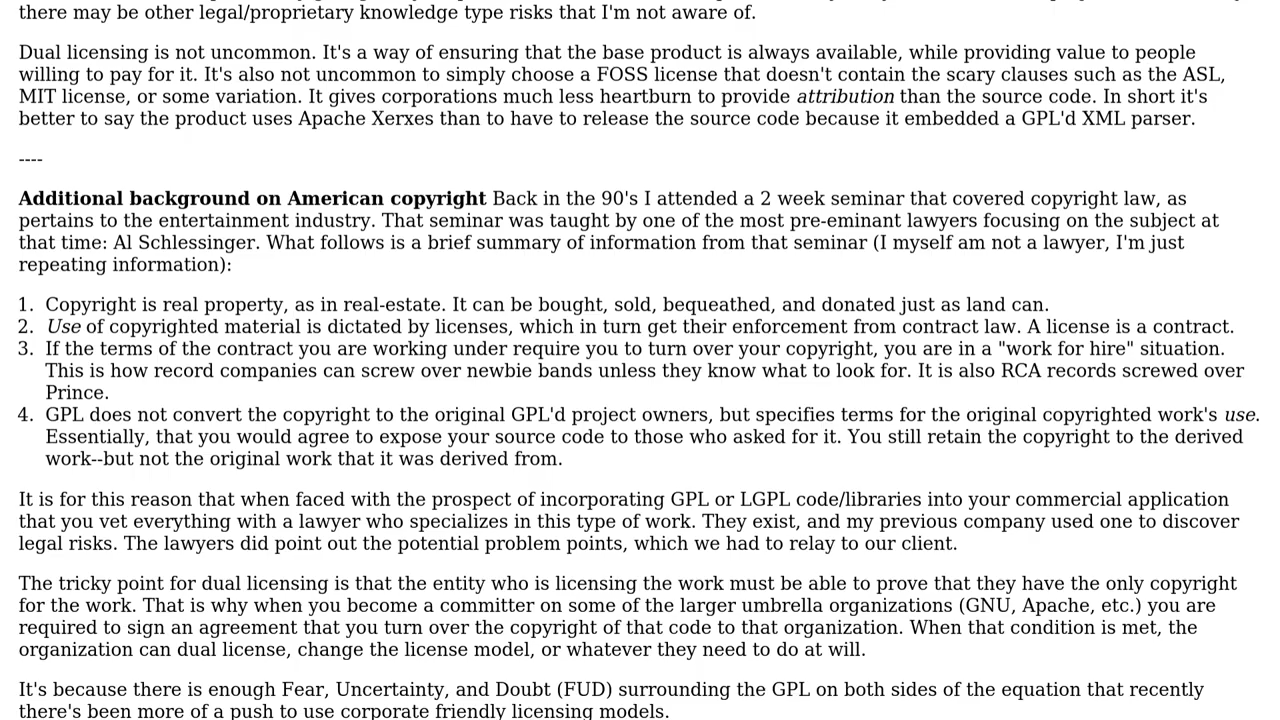 there may be other legal/proprietary knowledge type risks that I'm not aware of.
Dual licensing is not uncommon. It's a way of ensuring that the base product is always available, while providing value to people
willing to pay for it. It's also not uncommon to simply choose a FOSS license that doesn't contain the scary clauses such as the ASL,
MIT license, or some variation. It gives corporations much less heartburn to provide attribution than the source code. In short it's
better to say the product uses Apache Xerxes than to have to release the source code because it embedded a GPL'd XML parser.
----
Additional background on American copyright Back in the 90's I attended a 2 week seminar that covered copyright law, as
pertains to the entertainment industry. That seminar was taught by one of the most pre-eminant lawyers focusing on the subject at
that time: Al Schlessinger. What follows is a brief summary of information from that seminar (I myself am not a lawyer, I'm just
repeating information):
1. Copyright is real property, as in real-estate. It can be bought, sold, bequeathed, and donated just as land can.
2. Use of copyrighted material is dictated by licenses, which in turn get their enforcement from contract law. A license is a contract.
3. If the terms of the contract you are working under require you to turn over your copyright, you are in a "work for hire" situation.
This is how record companies can screw over newbie bands unless they know what to look for. It is also RCA records screwed over
Prince.
4. GPL does not convert the copyright to the original GPL'd project owners, but specifies terms for the original copyrighted work's use.
Essentially, that you would agree to expose your source code to those who asked for it. You still retain the copyright to the derived
work--but not the original work that it was derived from.
It is for this reason that when faced with the prospect of incorporating GPL or LGPL code/libraries into your commercial application
that you vet everything with a lawyer who specializes in this type of work. They exist, and my previous company used one to discover
legal risks. The lawyers did point out the potential problem points, which we had to relay to our client.
The tricky point for dual licensing is that the entity who is licensing the work must be able to prove that they have the only copyright
for the work. That is why when you become a committer on some of the larger umbrella organizations (GNU, Apache, etc.) you are
required to sign an agreement that you turn over the copyright of that code to that organization. When that condition is met, the
organization can dual license, change the license model, or whatever they need to do at will.
It's because there is enough Fear, Uncertainty, and Doubt (FUD) surrounding the GPL on both sides of the equation that recently
there's been more of a push to use corporate friendly licensing models.